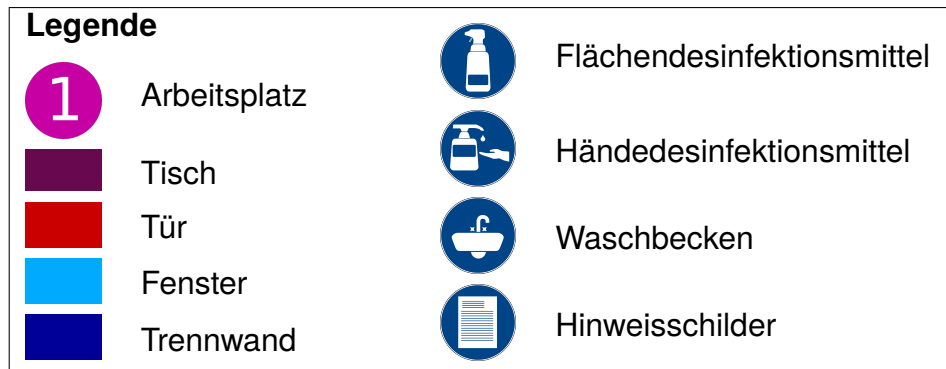 Legende
1
Arbeitsplatz
Tisch
Tür
Fenster
Trennwand
Flächendesinfektionsmittel
Händedesinfektionsmittel
Waschbecken
Hinweisschilder